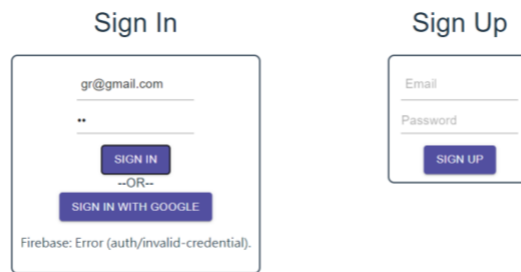 Sign In
gr@gmail.com
••
SIGN IN
--OR--
SIGN IN WITH GOOGLE
Firebase: Error (auth/invalid-credential).
Sign Up
Email
Password
SIGN UP